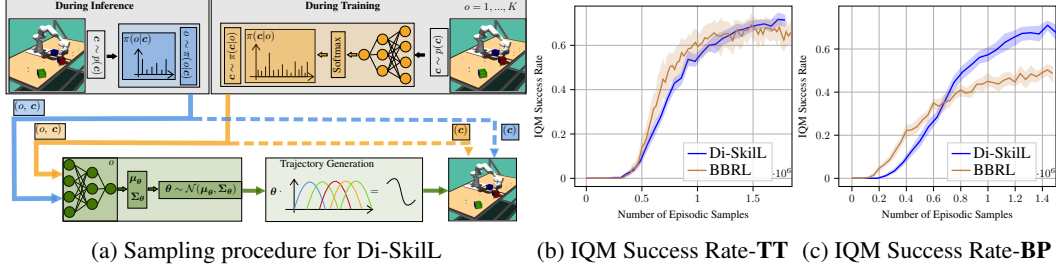 During Inference
During Training
o = 1, ..., K
c ∼ p(c)
π(o|c)
o ∼ π(o|c)
c ∼ π(c|o)
π(c|o)
Softmax
c ∼ p(c)
(o, c)
(o, c)
(c)
(c)
o
μθ
Σθ
θ ∼ N(μθ, Σθ)
Trajectory Generation
θ ·
=
(a) Sampling procedure for Di-SkilL
IQM Success Rate
0.6
0.4
0.2
0
0
0.5
1
1.5
·10⁶
Di-SkilL
BBRL
Number of Episodic Samples
(b) IQM Success Rate-TT
IQM Success Rate
0.6
0.4
0.2
0
0
0.2
0.4
0.6
0.8
1
1.2
1.4
·10⁶
Di-SkilL
BBRL
Number of Episodic Samples
(c) IQM Success Rate-BP